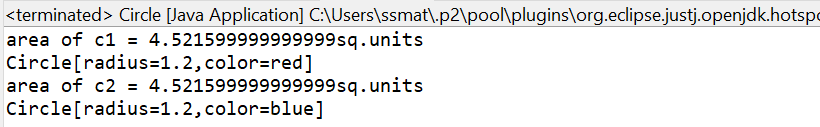 <terminated> Circle [Java Application] C:\Users\ssmat\.p2\pool\plugins\org.eclipse.justj.openjdk.hotspo
area of c1 = 4.521599999999999sq.units
Circle[radius=1.2,color=red]
area of c2 = 4.521599999999999sq.units
Circle[radius=1.2,color=blue]